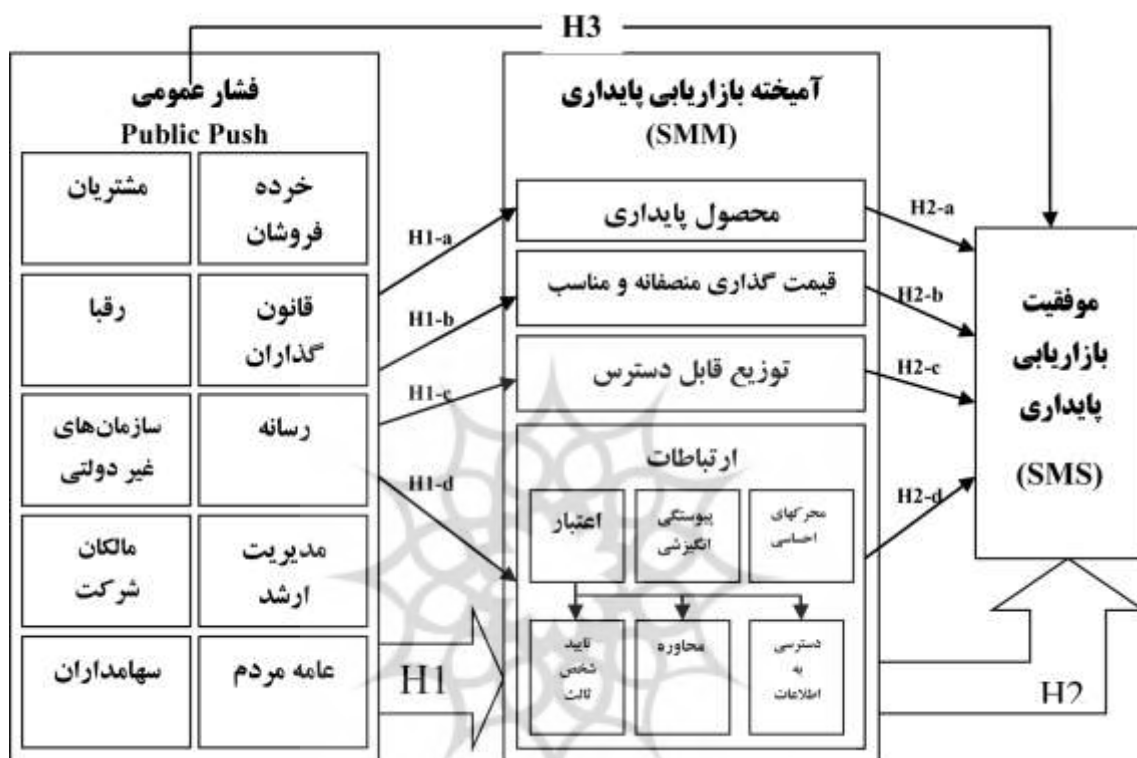 H3
فشار عمومی
Public Push
خرده
فروشان
مشتریان
قانون
گذاران
رقبا
رسانه
سازمان‌های
غیر دولتی
مدیریت
ارشد
مالکان
شرکت
عامه مردم
سهامداران
H1-a
H1-b
H1-c
H1-d
H1
آمیخته بازاریابی پایداری
(SMM)
محصول پایداری
قیمت گذاری منصفانه و مناسب
توزیع قابل دسترس
ارتباطات
محرکهای
احساسی
پیوستگی
انگیزشی
اعتبار
دسترسی
به
اطلاعات
محاوره
تایید
شخص
ثالث
H2-a
H2-b
H2-c
H2-d
H2
موفقیت
بازاریابی
پایداری
(SMS)